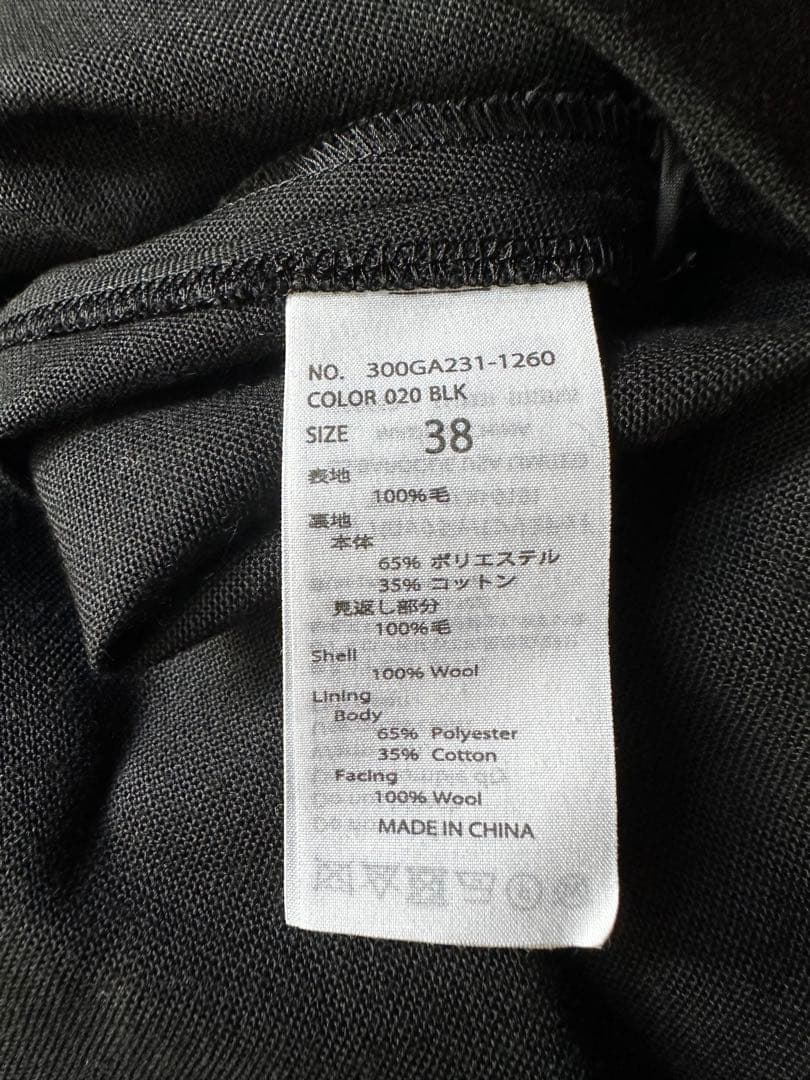 NO. 300GA231-1260
COLOR 020 BLK
SIZE 38
表地
100%毛
裏地
本体
65% ポリエステル
35% コットン
見返し部分
100%毛
Shell
100% Wool
Lining
Body
65% Polyester
35% Cotton
Facing
100% Wool
MADE IN CHINA